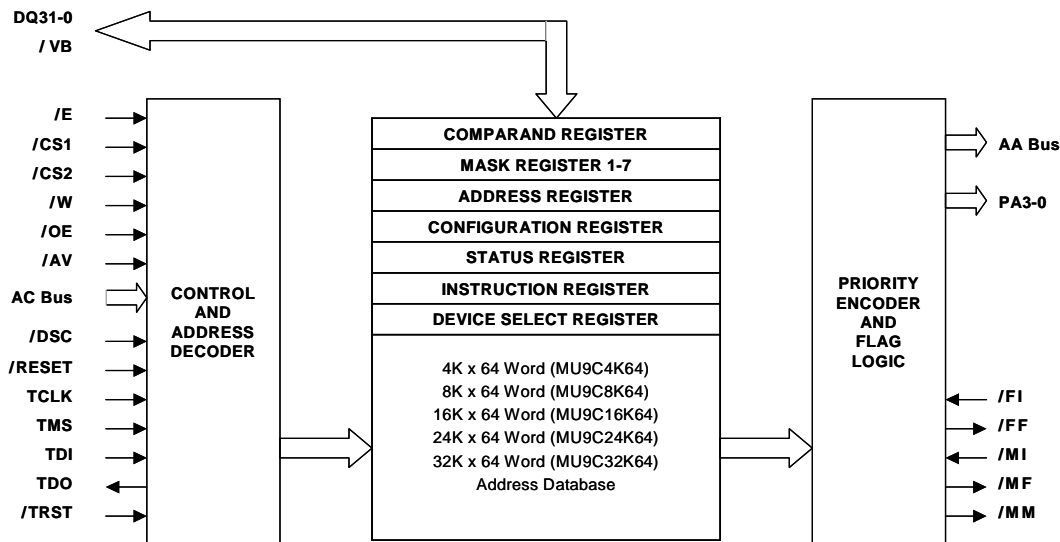 DQ31-0
/ VB
/E
/CS1
/CS2
/W
/OE
/AV
AC Bus
/DSC
/RESET
TCLK
TMS
TDI
TDO
/TRST
CONTROL
AND
ADDRESS
DECODER
COMPARAND REGISTER
MASK REGISTER 1-7
ADDRESS REGISTER
CONFIGURATION REGISTER
STATUS REGISTER
INSTRUCTION REGISTER
DEVICE SELECT REGISTER
4K x 64 Word (MU9C4K64)
8K x 64 Word (MU9C8K64)
16K x 64 Word (MU9C16K64)
24K x 64 Word (MU9C24K64)
32K x 64 Word (MU9C32K64)
Address Database
PRIORITY
ENCODER
AND
FLAG
LOGIC
AA Bus
PA3-0
/FI
/FF
/MI
/MF
/MM